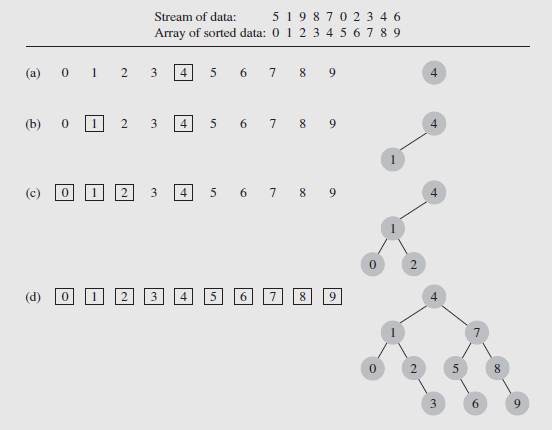 Stream of data: 5 1 9 8 7 0 2 3 4 6
Array of sorted data: 0 1 2 3 4 5 6 7 8 9
(a) 0 1 2 3 4 5 6 7 8 9
4
(b) 0 1 2 3 4 5 6 7 8 9
4
1
(c) 0 1 2 3 4 5 6 7 8 9
4
1
0 2
(d) 0 1 2 3 4 5 6 7 8 9
4
1 7
0 2 5 8
3 6 9